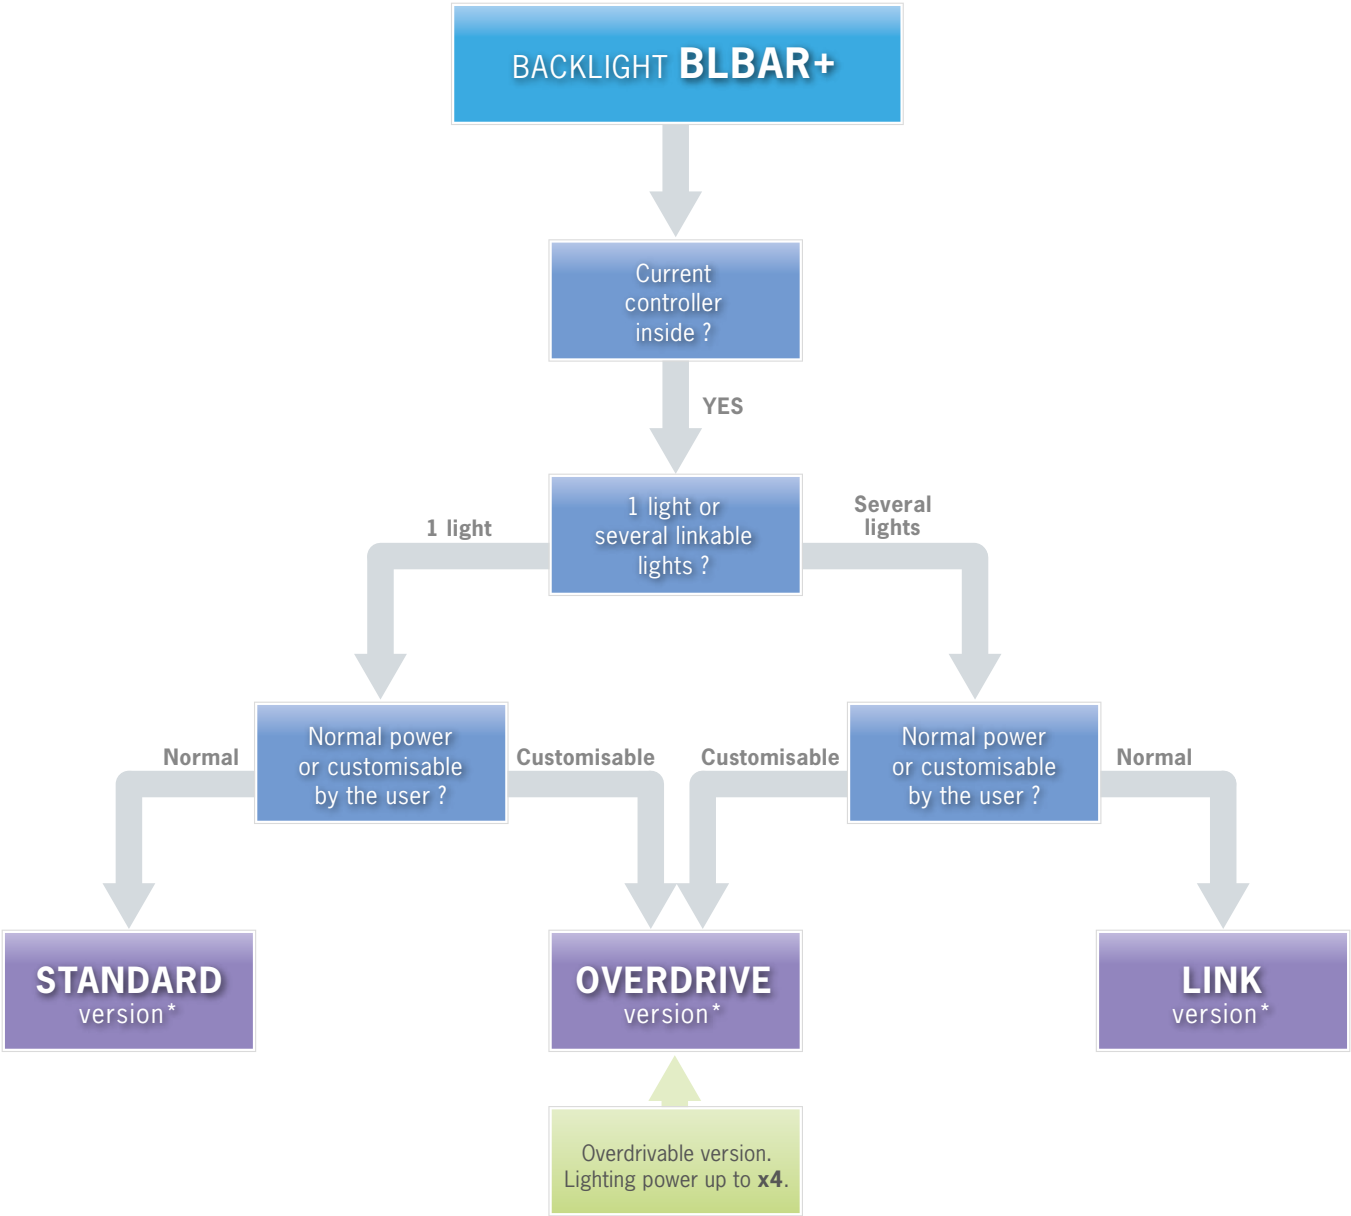 BACKLIGHT BLBAR+
Current
controller
inside ?
YES
1 light or
several linkable
lights ?
1 light
Several
lights
Normal power
or customisable
by the user ?
Normal
Customisable
Normal power
or customisable
by the user ?
Customisable
Normal
STANDARD
version*
OVERDRIVE
version*
LINK
version*
Overdrivable version.
Lighting power up to x4.